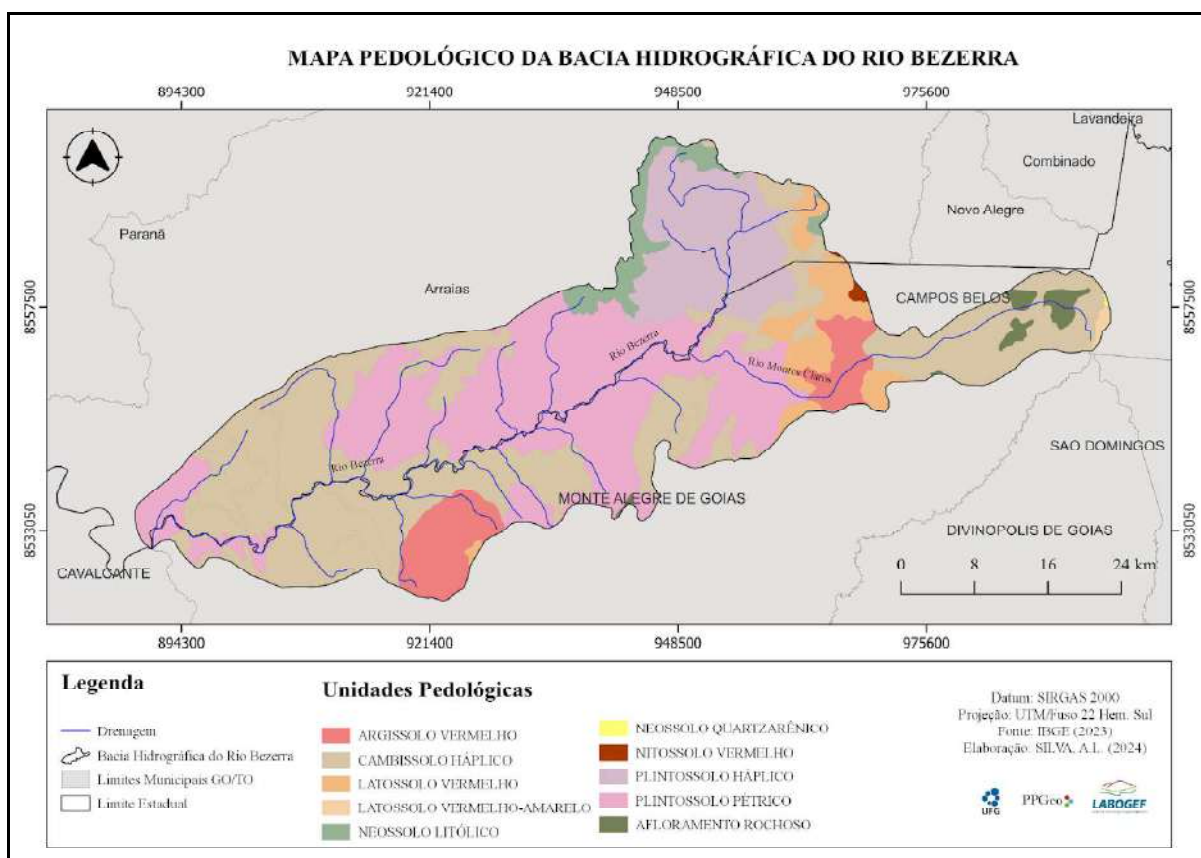 MAPA PEDOLÓGICO DA BACIA HIDROGRÁFICA DO RIO BEZERRA
894300 921400 948500 975600
Lavandeira
Combinado
Novo Alegre
Paranã
Arraias
8557500
CAMPOS BELOS
8557500
Rio Bezerra
Rio Montes Claros
SAO DOMINGOS
Rio Bezerra
MONTE ALEGRE DE GOIAS
8533050
DIVINOPOLIS DE GOIAS
8533050
CAVALCANTE
0 8 16 24 km
894300 921400 948500 975600
Legenda
Drenagem
Bacia Hidrográfica do Rio Bezerra
Limites Municipais GO/TO
Limite Estadual
Unidades Pedológicas
ARGISSOLO VERMELHO
CAMBISSOLO HÁPLICO
LATOSSOLO VERMELHO
LATOSSOLO VERMELHO-AMARELO
NEOSSOLO LITÓLICO
NEOSSOLO QUARTZARÊNICO
NITOSSOLO VERMELHO
PLINTOSSOLO HÁPLICO
PLINTOSSOLO PÉTRICO
AFLORAMENTO ROCHOSO
Datum: SIRGAS 2000
Projeção: UTM/Fuso 22 Hem. Sul
Fonte: IBGE (2023)
Elaboração: SILVA, A.L. (2024)
UFG
PPGeo
LABOGEF